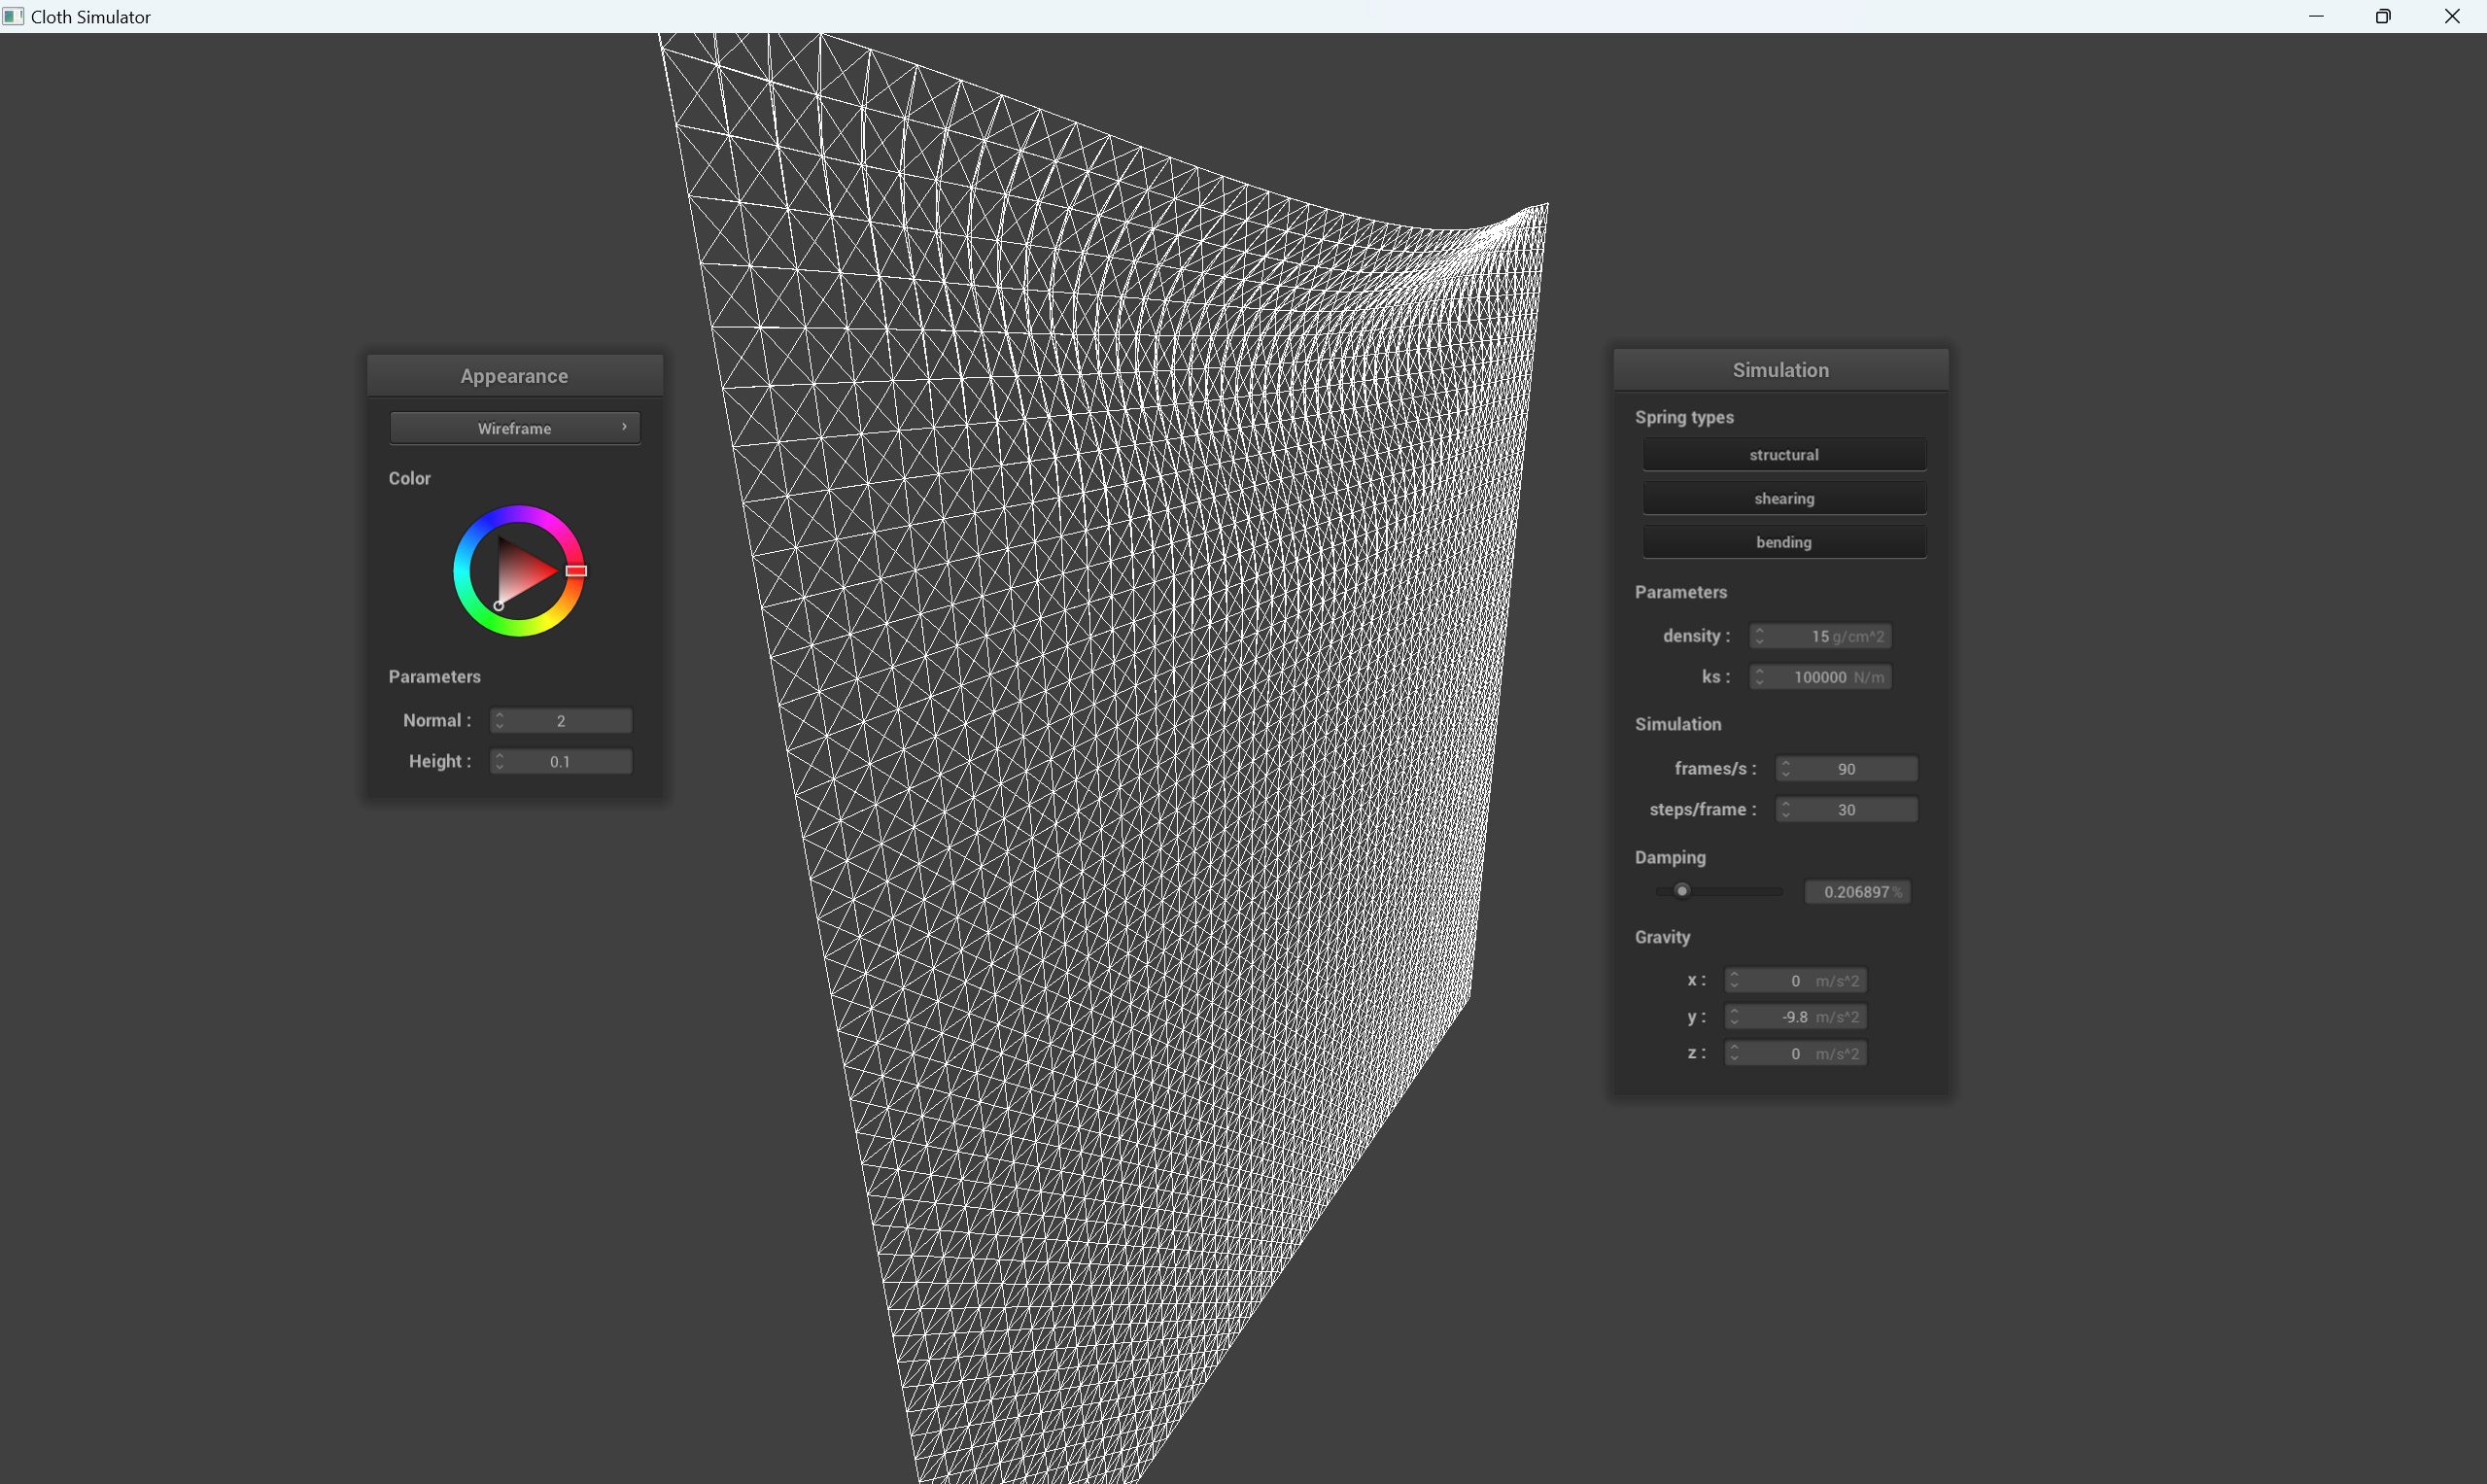 Cloth Simulator
Appearance
Wireframe
Color
Parameters
Normal : 2
Height : 0.1
Simulation
Spring types
structural
shearing
bending
Parameters
density : 15 g/cm^2
ks : 100000 N/m
Simulation
frames/s : 90
steps/frame : 30
Damping
0.206897 %
Gravity
x : 0 m/s^2
y : -9.8 m/s^2
z : 0 m/s^2